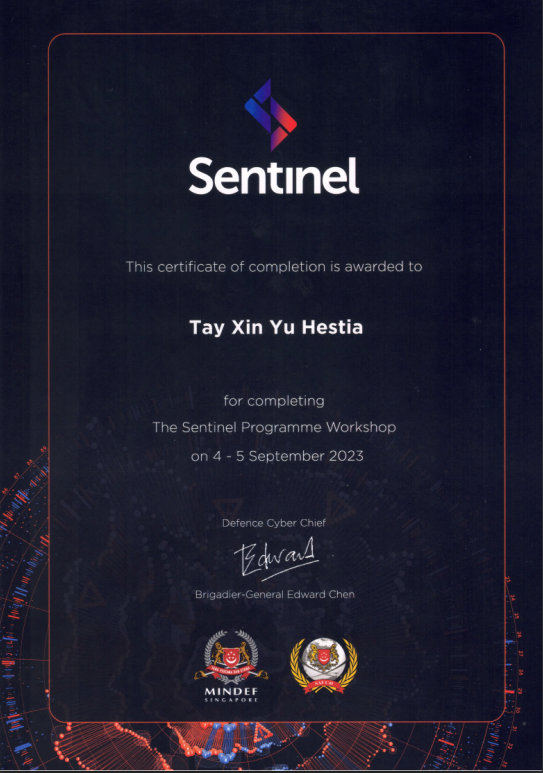 Sentinel
This certificate of completion is awarded to
Tay Xin Yu Hestia
for completing
The Sentinel Programme Workshop
on 4 - 5 September 2023
Defence Cyber Chief
Edward
Brigadier-General Edward Chen
MINDEF
SINGAPORE